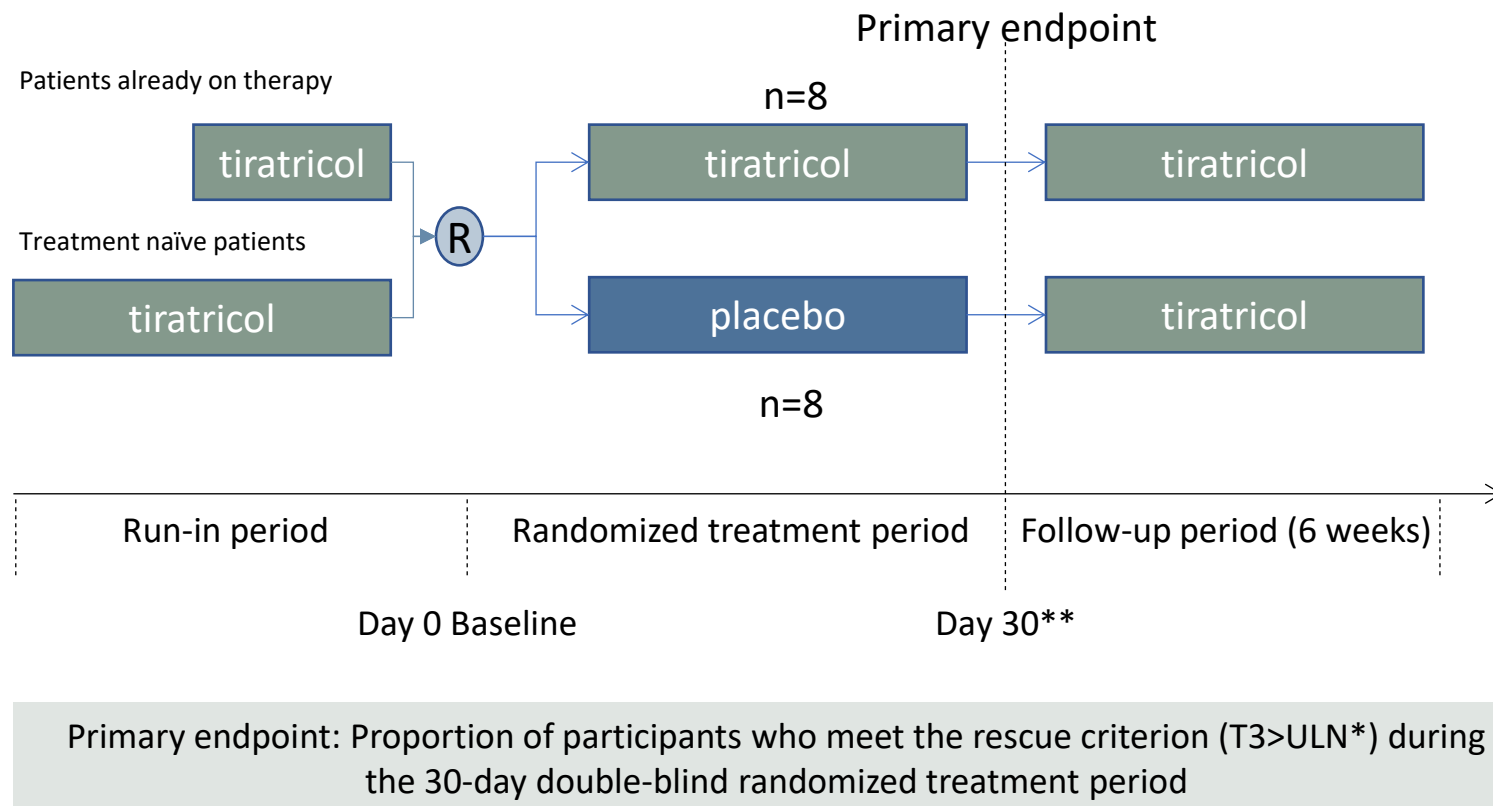 Primary endpoint
Patients already on therapy
n=8
tiratricol
tiratricol
tiratricol
Treatment naïve patients
R
tiratricol
placebo
tiratricol
n=8
Run-in period
Randomized treatment period
Follow-up period (6 weeks)
Day 0 Baseline
Day 30**
Primary endpoint: Proportion of participants who meet the rescue criterion (T3>ULN*) during
the 30-day double-blind randomized treatment period